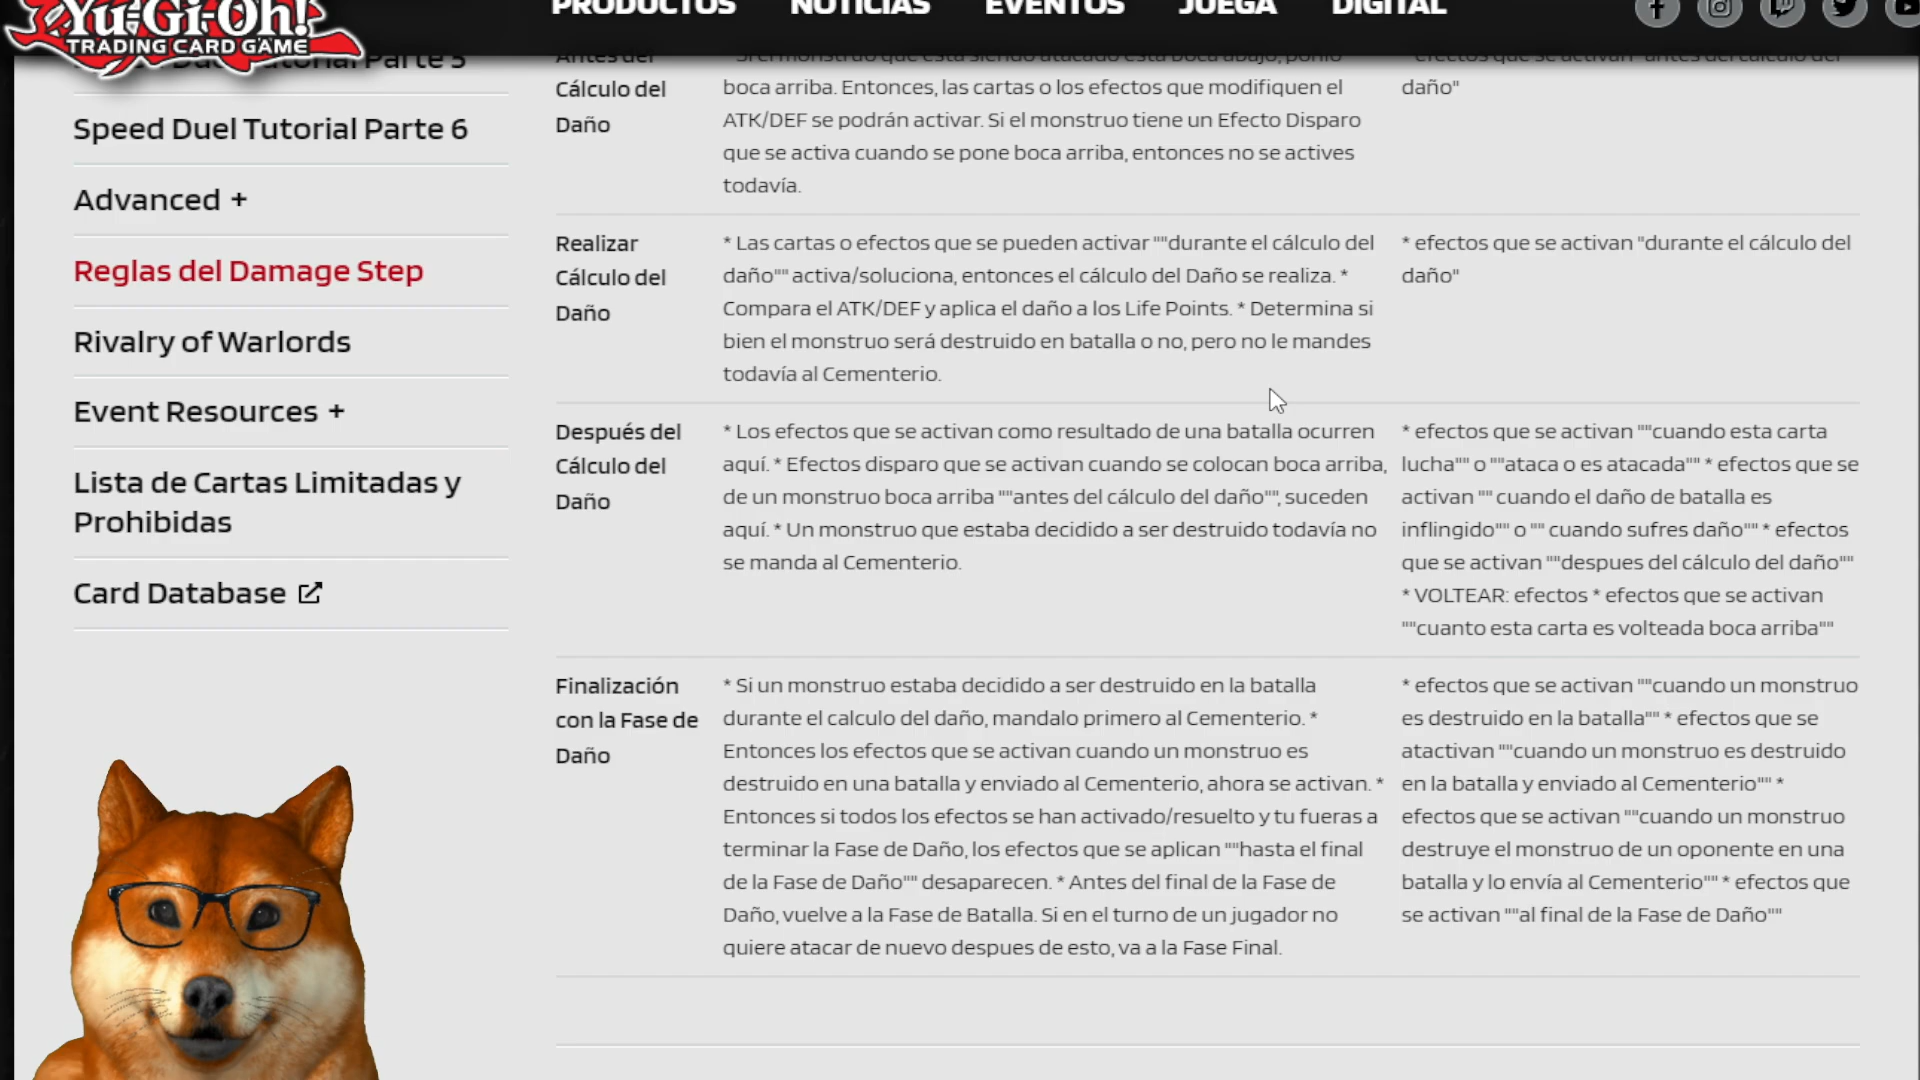 Yu-Gi-Oh!
TRADING CARD GAME
PRODUCTOS NOTICIAS EVENTOS JUEGA DIGITAL
Tutorial Parte 5
Speed Duel Tutorial Parte 6
Advanced +
Reglas del Damage Step
Rivalry of Warlords
Event Resources +
Lista de Cartas Limitadas y
Prohibidas
Card Database
Antes del
Cálculo del
Daño
* Si el monstruo que está siendo atacado está boca abajo, ponlo
boca arriba. Entonces, las cartas o los efectos que modifiquen el
ATK/DEF se podrán activar. Si el monstruo tiene un Efecto Disparo
que se activa cuando se pone boca arriba, entonces no se actives
todavía.
* efectos que se activan "antes del cálculo del
daño"
Realizar
Cálculo del
Daño
* Las cartas o efectos que se pueden activar ""durante el cálculo del
daño"" activa/soluciona, entonces el cálculo del Daño se realiza. *
Compara el ATK/DEF y aplica el daño a los Life Points. * Determina si
bien el monstruo será destruido en batalla o no, pero no le mandes
todavía al Cementerio.
* efectos que se activan "durante el cálculo del
daño"
Después del
Cálculo del
Daño
* Los efectos que se activan como resultado de una batalla ocurren
aquí. * Efectos disparo que se activan cuando se colocan boca arriba,
de un monstruo boca arriba ""antes del cálculo del daño"", suceden
aquí. * Un monstruo que estaba decidido a ser destruido todavía no
se manda al Cementerio.
* efectos que se activan ""cuando esta carta
lucha"" o ""ataca o es atacada"" * efectos que se
activan "" cuando el daño de batalla es
inflingido"" o "" cuando sufres daño"" * efectos
que se activan ""despues del cálculo del daño""
* VOLTEAR: efectos * efectos que se activan
""cuanto esta carta es volteada boca arriba""
Finalización
con la Fase de
Daño
* Si un monstruo estaba decidido a ser destruido en la batalla
durante el calculo del daño, mandalo primero al Cementerio. *
Entonces los efectos que se activan cuando un monstruo es
destruido en una batalla y enviado al Cementerio, ahora se activan. *
Entonces si todos los efectos se han activado/resuelto y tu fueras a
terminar la Fase de Daño, los efectos que se aplican ""hasta el final
de la Fase de Daño"" desaparecen. * Antes del final de la Fase de
Daño, vuelve a la Fase de Batalla. Si en el turno de un jugador no
quiere atacar de nuevo despues de esto, va a la Fase Final.
* efectos que se activan ""cuando un monstruo
es destruido en la batalla"" * efectos que se
atactivan ""cuando un monstruo es destruido
en la batalla y enviado al Cementerio"" *
efectos que se activan ""cuando un monstruo
destruye el monstruo de un oponente en una
batalla y lo envía al Cementerio"" * efectos que
se activan ""al final de la Fase de Daño""